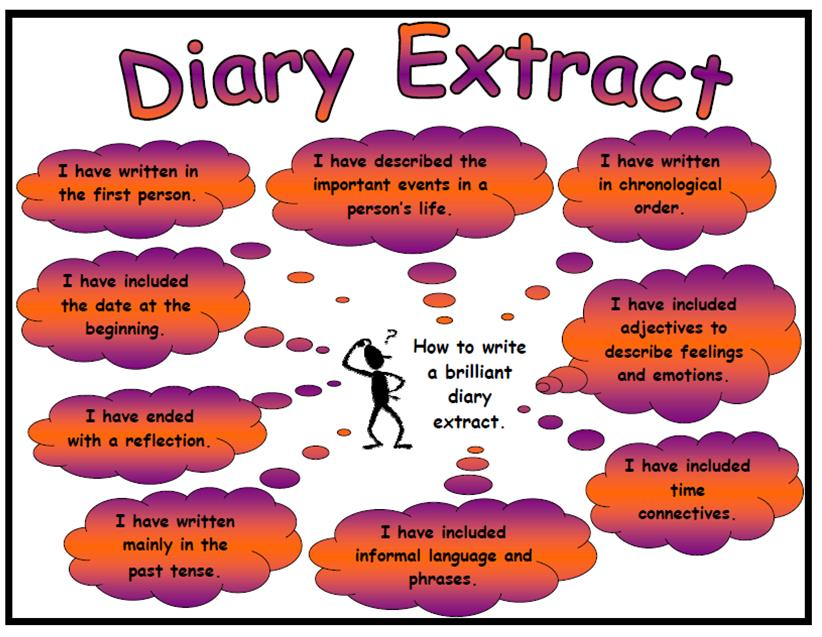 Diary Extract
I have written in
the first person.
I have described the
important events in a
person's life.
I have written
in chronological
order.
I have included
the date at the
beginning.
I have included
adjectives to
describe feelings
and emotions.
?
How to write
a brilliant
diary
extract.
I have ended
with a reflection.
I have included
time
connectives.
I have written
mainly in the
past tense.
I have included
informal language and
phrases.